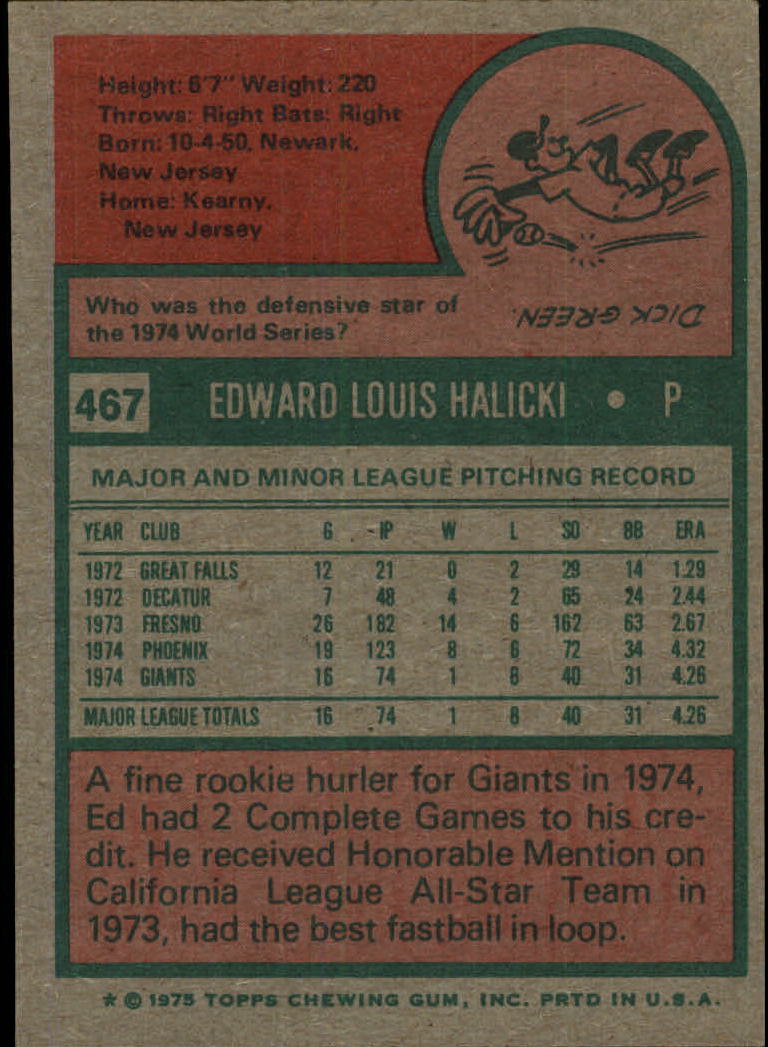 Height: 6'7" Weight: 220
Throws: Right Bats: Right
Born: 10-4-50, Newark,
New Jersey
Home: Kearny,
New Jersey
Who was the defensive star of
the 1974 World Series?
DICK GREEN.
467 EDWARD LOUIS HALICKI • P
MAJOR AND MINOR LEAGUE PITCHING RECORD
YEAR CLUB G IP W L SO BB ERA
1972 GREAT FALLS 12 21 0 2 29 14 1.29
1972 DECATUR 7 48 4 2 65 24 2.44
1973 FRESNO 26 182 14 6 162 63 2.67
1974 PHOENIX 19 123 8 6 72 34 4.32
1974 GIANTS 16 74 1 8 40 31 4.26
MAJOR LEAGUE TOTALS 16 74 1 8 40 31 4.26
A fine rookie hurler for Giants in 1974,
Ed had 2 Complete Games to his cre-
dit. He received Honorable Mention on
California League All-Star Team in
1973, had the best fastball in loop.
* © 1975 TOPPS CHEWING GUM, INC. PRTD IN U.S.A.